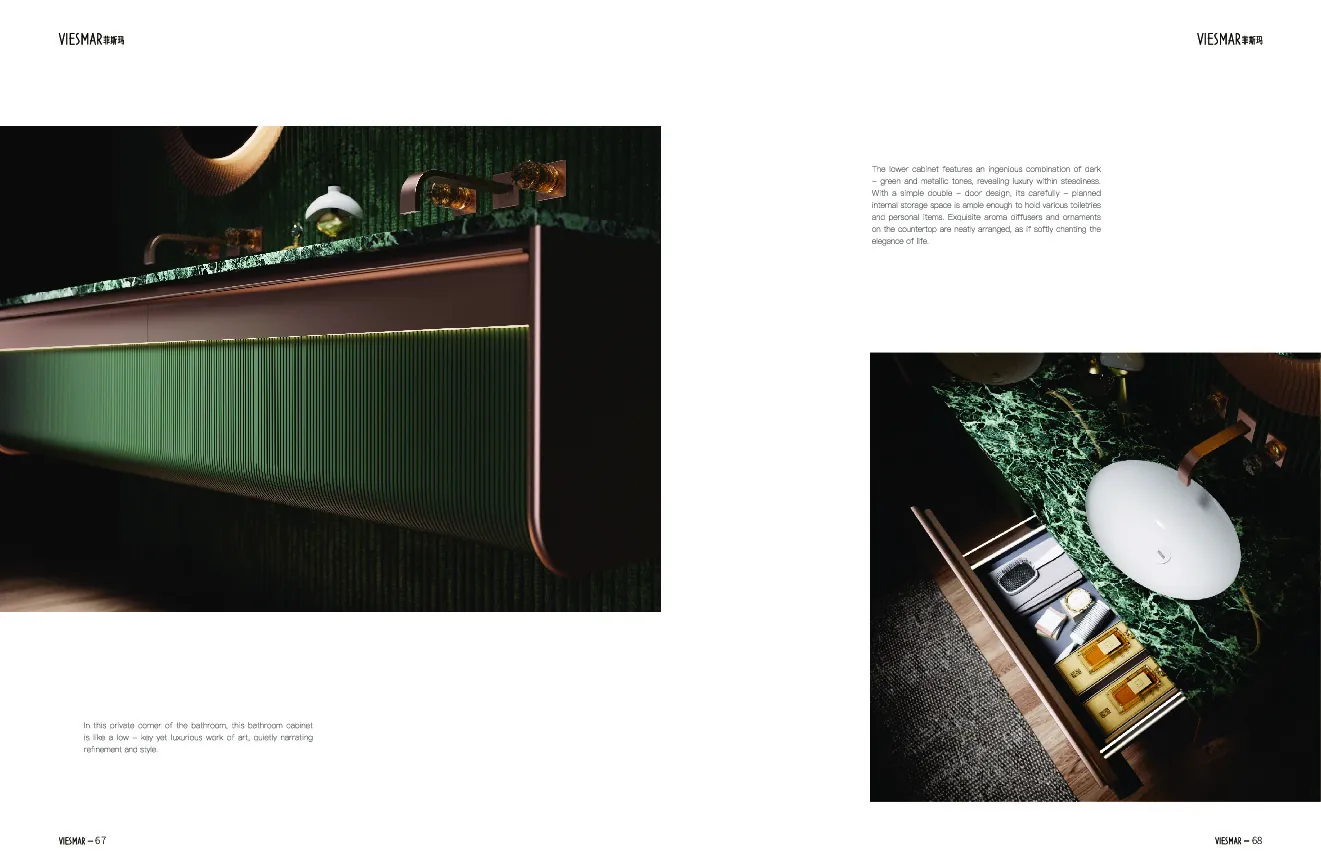 VIESMAR菲斯玛
VIESMAR菲斯玛
The lower cabinet features an ingenious combination of dark
– green and metallic tones, revealing luxury within steadiness.
With a simple double – door design, its carefully – planned
internal storage space is ample enough to hold various toiletries
and personal items. Exquisite aroma diffusers and ornaments
on the countertop are neatly arranged, as if softly chanting the
elegance of life.
In this private corner of the bathroom, this bathroom cabinet
is like a low – key yet luxurious work of art, quietly narrating
refinement and style.
VIESMAR – 67
VIESMAR – 68